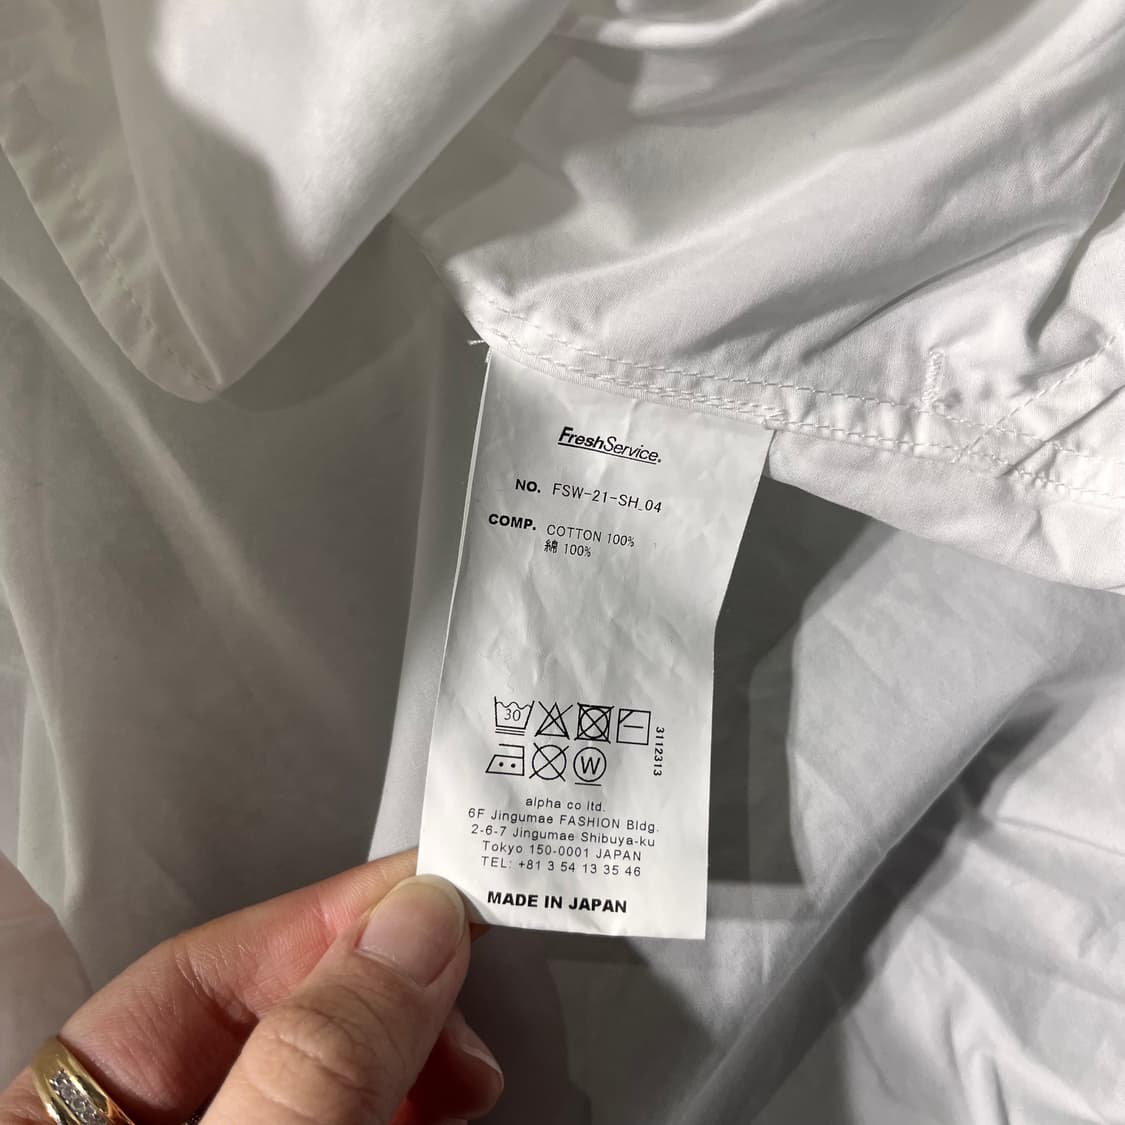 FreshService.
NO. FSW-21-SH_04
COMP. COTTON 100%
綿 100%
30
W
3112313
alpha co ltd.
6F Jingumae FASHION Bldg.
2-6-7 Jingumae Shibuya-ku
Tokyo 150-0001 JAPAN
TEL: +81 3 54 13 35 46
MADE IN JAPAN